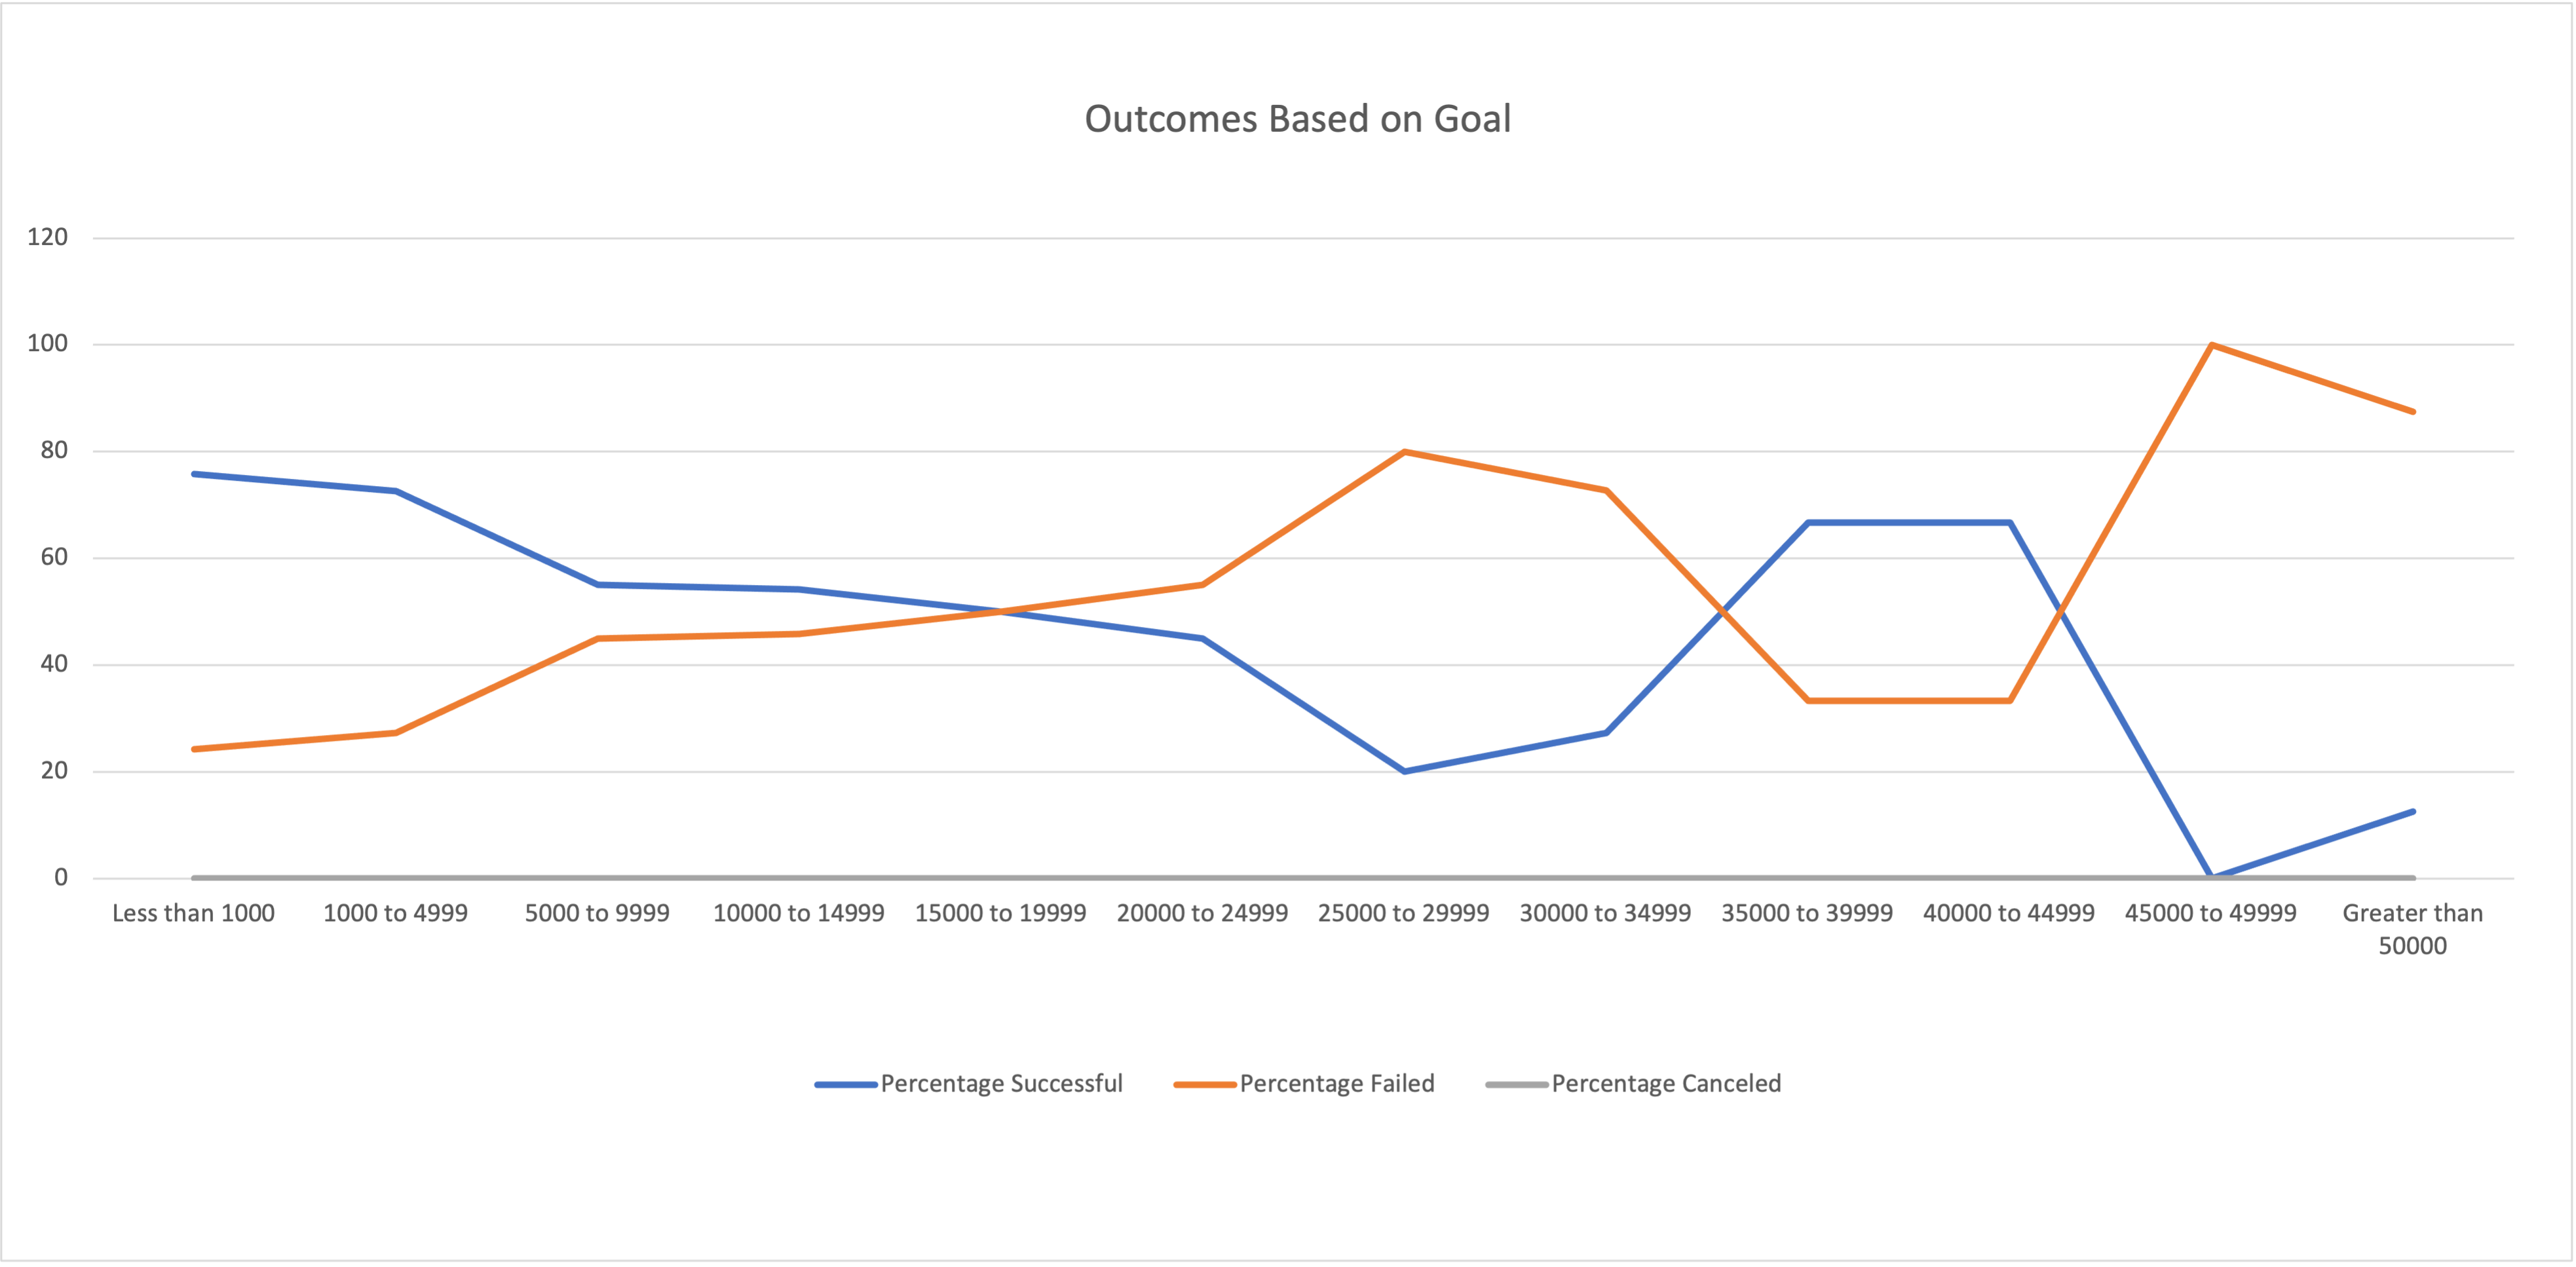 Outcomes Based on Goal
120
100
80
60
40
20
0
Less than 1000 1000 to 4999 5000 to 9999 10000 to 14999 15000 to 19999 20000 to 24999 25000 to 29999 30000 to 34999 35000 to 39999 40000 to 44999 45000 to 49999 Greater than
50000
Percentage Successful Percentage Failed Percentage Canceled